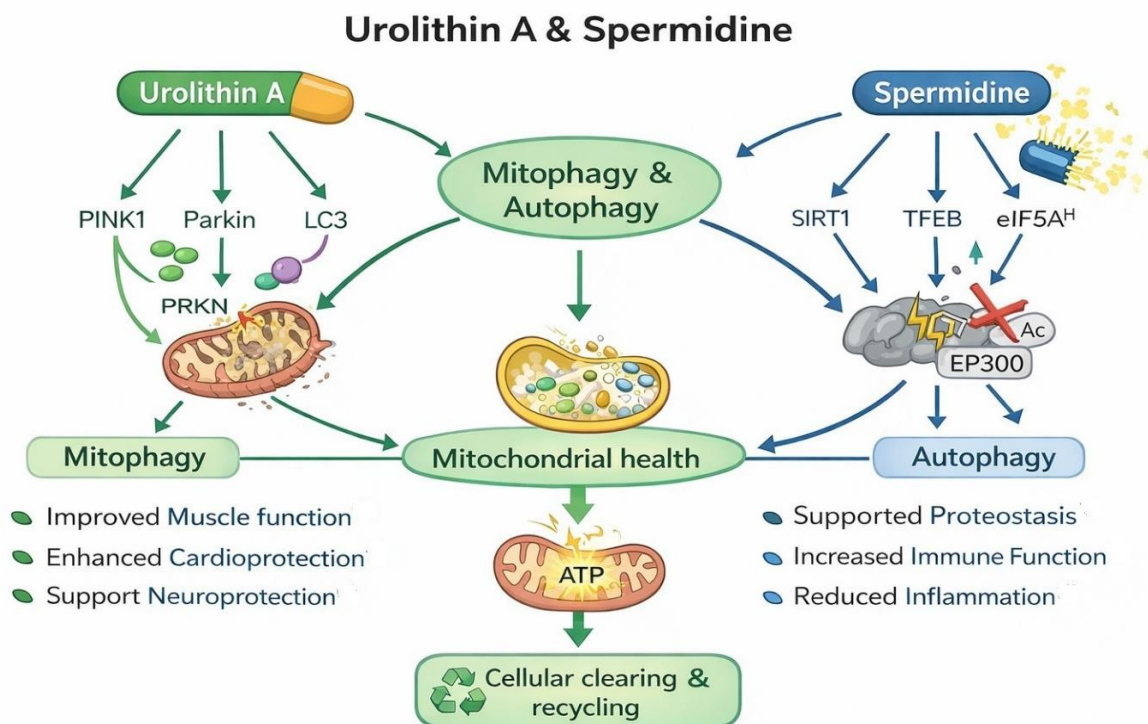 Urolithin A & Spermidine
Urolithin A
Spermidine
Mitophagy &
Autophagy
PINK1
Parkin
LC3
SIRT1
TFEB
eIF5Aᴴ
PRKN
Ac
EP300
Mitophagy
Mitochondrial health
Autophagy
Improved Muscle function
Enhanced Cardioprotection
Support Neuroprotection
Supported Proteostasis
Increased Immune Function
Reduced Inflammation
ATP
Cellular clearing &
recycling